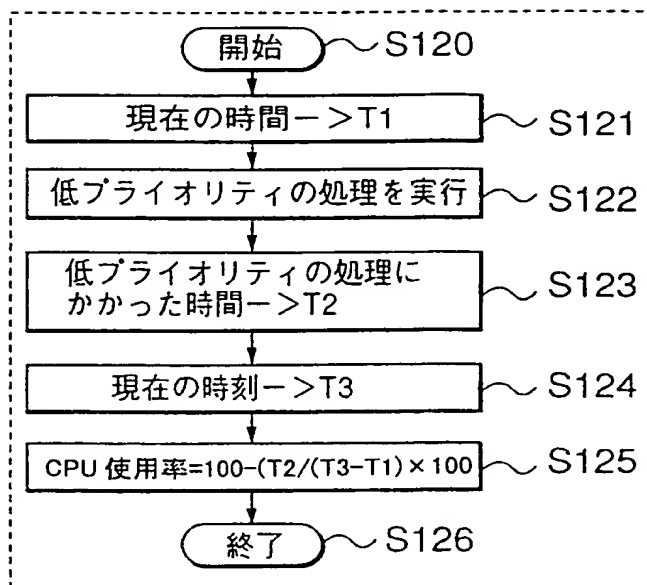 開始 S120
現在の時間ー>T1 S121
低プライオリティの処理を実行 S122
低プライオリティの処理に
かかった時間ー>T2 S123
現在の時刻ー>T3 S124
CPU 使用率=100-(T2/(T3-T1)×100 S125
終了 S126